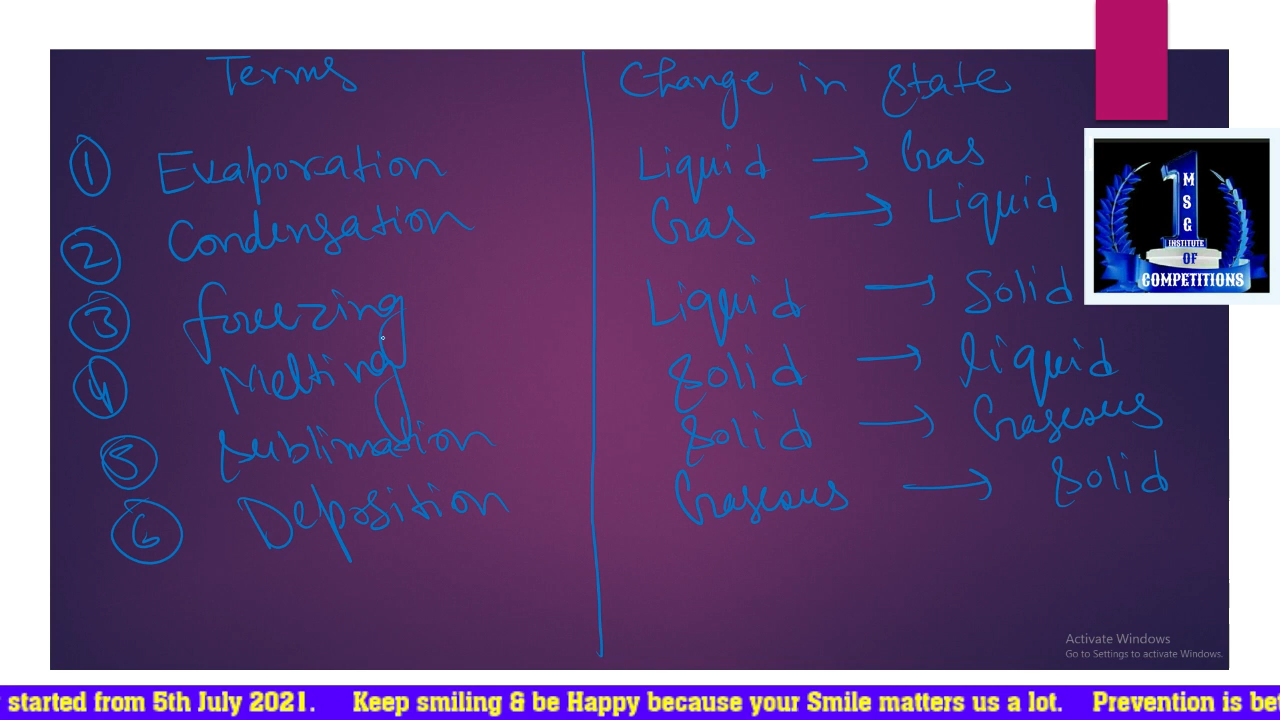 Terms Change in State
1 Evaporation Liquid → Gas
2 Condensation Gas → Liquid
3 freezing Liquid → Solid
4 Melting Solid → liquid
5 Sublimation Solid → Gaseous
6 Deposition Gaseous → Solid
1
MSG
INSTITUTE
OF
COMPETITIONS
Activate Windows
Go to Settings to activate Windows.
started from 5th July 2021. Keep smiling & be Happy because your Smile matters us a lot. Prevention is